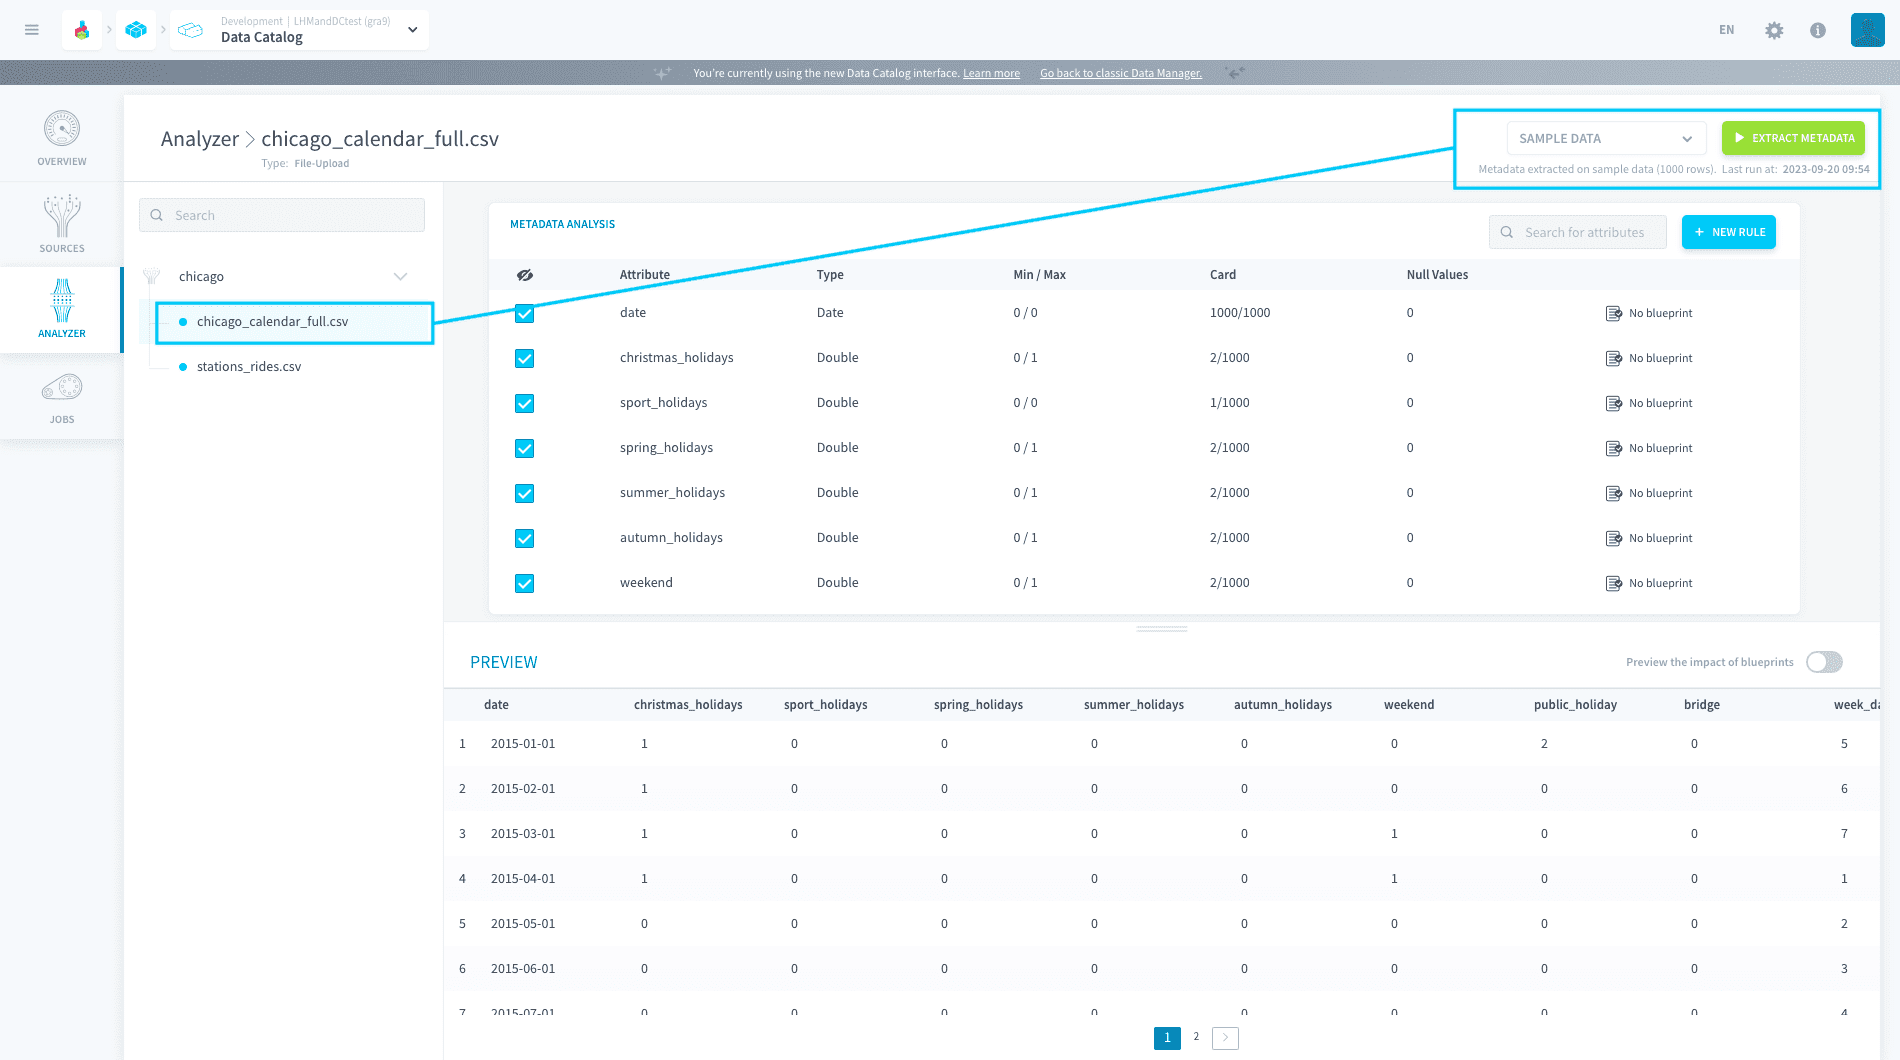 Development | LHMandDCtest (gra9)
Data Catalog
EN
You're currently using the new Data Catalog interface. Learn more Go back to classic Data Manager.
OVERVIEW
SOURCES
ANALYZER
JOBS
Analyzer > chicago_calendar_full.csv
Type: File-Upload
SAMPLE DATA
EXTRACT METADATA
Metadata extracted on sample data (1000 rows). Last run at: 2023-09-20 09:54
Search
chicago
chicago_calendar_full.csv
stations_rides.csv
METADATA ANALYSIS
Search for attributes
+ NEW RULE
Attribute Type Min / Max Card Null Values
date Date 0 / 0 1000/1000 0 No blueprint
christmas_holidays Double 0 / 1 2/1000 0 No blueprint
sport_holidays Double 0 / 0 1/1000 0 No blueprint
spring_holidays Double 0 / 1 2/1000 0 No blueprint
summer_holidays Double 0 / 1 2/1000 0 No blueprint
autumn_holidays Double 0 / 1 2/1000 0 No blueprint
weekend Double 0 / 1 2/1000 0 No blueprint
PREVIEW
Preview the impact of blueprints
date christmas_holidays sport_holidays spring_holidays summer_holidays autumn_holidays weekend public_holiday bridge week_da
1 2015-01-01 1 0 0 0 0 0 2 0 5
2 2015-02-01 1 0 0 0 0 0 0 0 6
3 2015-03-01 1 0 0 0 0 1 0 0 7
4 2015-04-01 1 0 0 0 0 1 0 0 1
5 2015-05-01 0 0 0 0 0 0 0 0 2
6 2015-06-01 0 0 0 0 0 0 0 0 3
7 2015-07-01 0 0 0 0 0 0 0 0 4
1 2 >